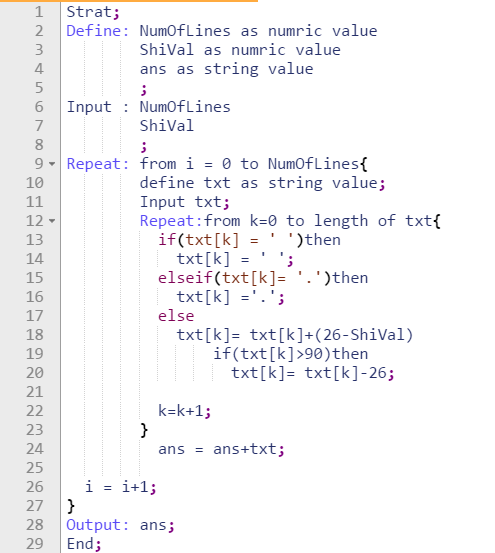 1 Strat;
2 Define: NumOfLines as numric value
3 ShiVal as numric value
4 ans as string value
5 ;
6 Input : NumOfLines
7 ShiVal
8 ;
9 Repeat: from i = 0 to NumOfLines{
10 define txt as string value;
11 Input txt;
12 Repeat:from k=0 to length of txt{
13 if(txt[k] = ' ')then
14 txt[k] = ' ';
15 elseif(txt[k]= '.')then
16 txt[k] ='.';
17 else
18 txt[k]= txt[k]+(26-ShiVal)
19 if(txt[k]>90)then
20 txt[k]= txt[k]-26;
21
22 k=k+1;
23 }
24 ans = ans+txt;
25
26 i = i+1;
27 }
28 Output: ans;
29 End;